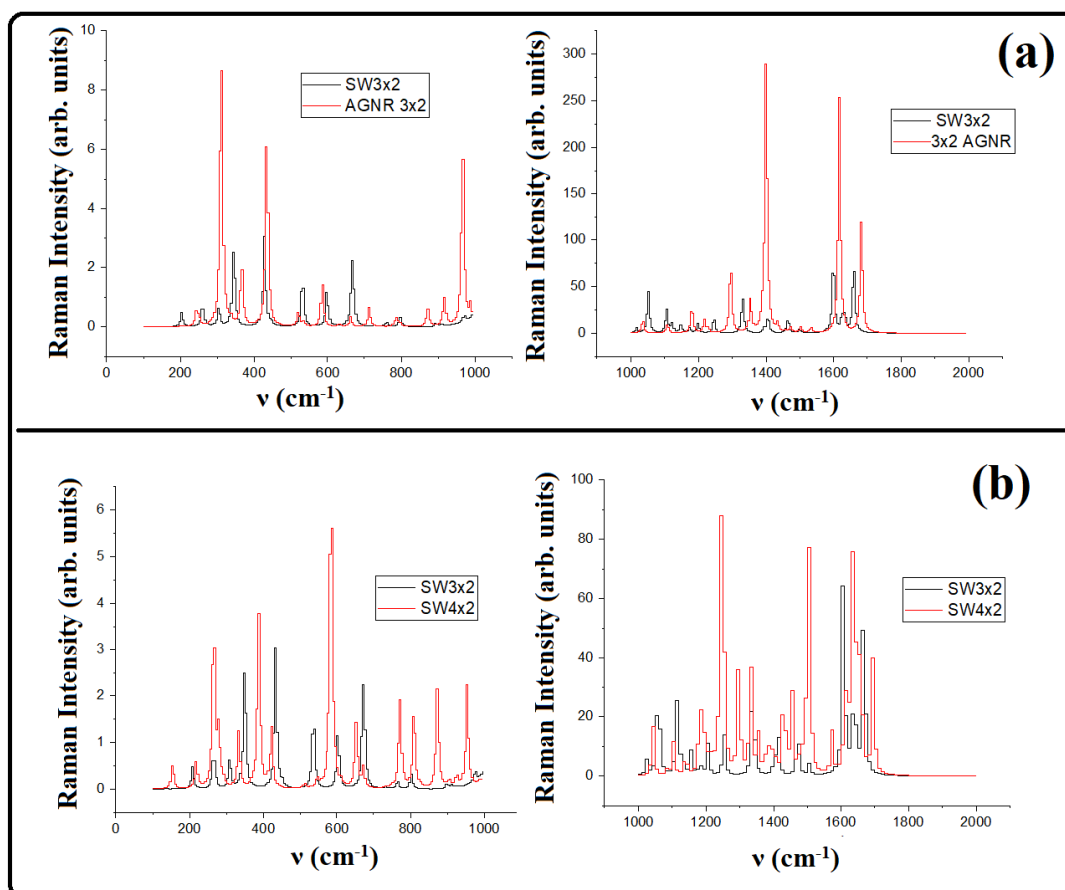 (a)
Raman Intensity (arb. units)
10
8
6
4
2
0
SW3x2
AGNR 3x2
0 200 400 600 800 1000
ν (cm-1)
Raman Intensity (arb. units)
300
250
200
150
100
50
0
SW3x2
3x2 AGNR
1000 1200 1400 1600 1800 2000
ν (cm-1)
(b)
Raman Intensity (arb. units)
6
5
4
3
2
1
0
SW3x2
SW4x2
0 200 400 600 800 1000
ν (cm-1)
Raman Intensity (arb. units)
100
80
60
40
20
0
SW3x2
SW4x2
1000 1200 1400 1600 1800 2000
ν (cm-1)